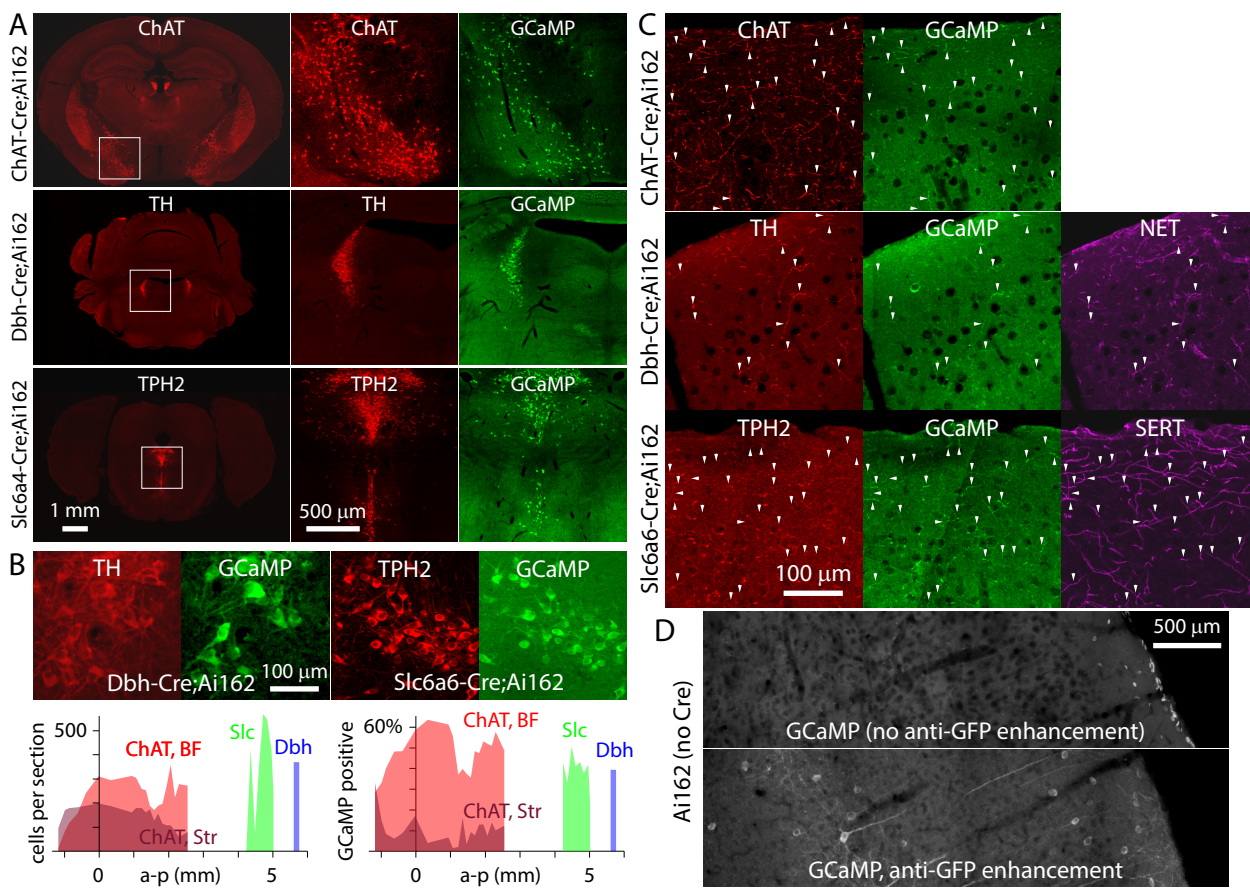 A
ChAT-Cre;Ai162
ChAT
ChAT
GCaMP
Dbh-Cre;Ai162
TH
TH
GCaMP
Slc6a4-Cre;Ai162
TPH2
GCaMP
1 mm
500 μm
B
TH
GCaMP
TPH2
GCaMP
100 μm
Dbh-Cre;Ai162
Slc6a6-Cre;Ai162
cells per section
500
ChAT, BF
ChAT, Str
Slc
Dbh
0
a-p (mm)
5
GCaMP positive
60%
ChAT, BF
ChAT, Str
Slc
Dbh
0
a-p (mm)
5
C
ChAT-Cre;Ai162
ChAT
GCaMP
Dbh-Cre;Ai162
TH
GCaMP
NET
Slc6a6-Cre;Ai162
TPH2
GCaMP
SERT
100 μm
D
Ai162 (no Cre)
500 μm
GCaMP (no anti-GFP enhancement)
GCaMP, anti-GFP enhancement